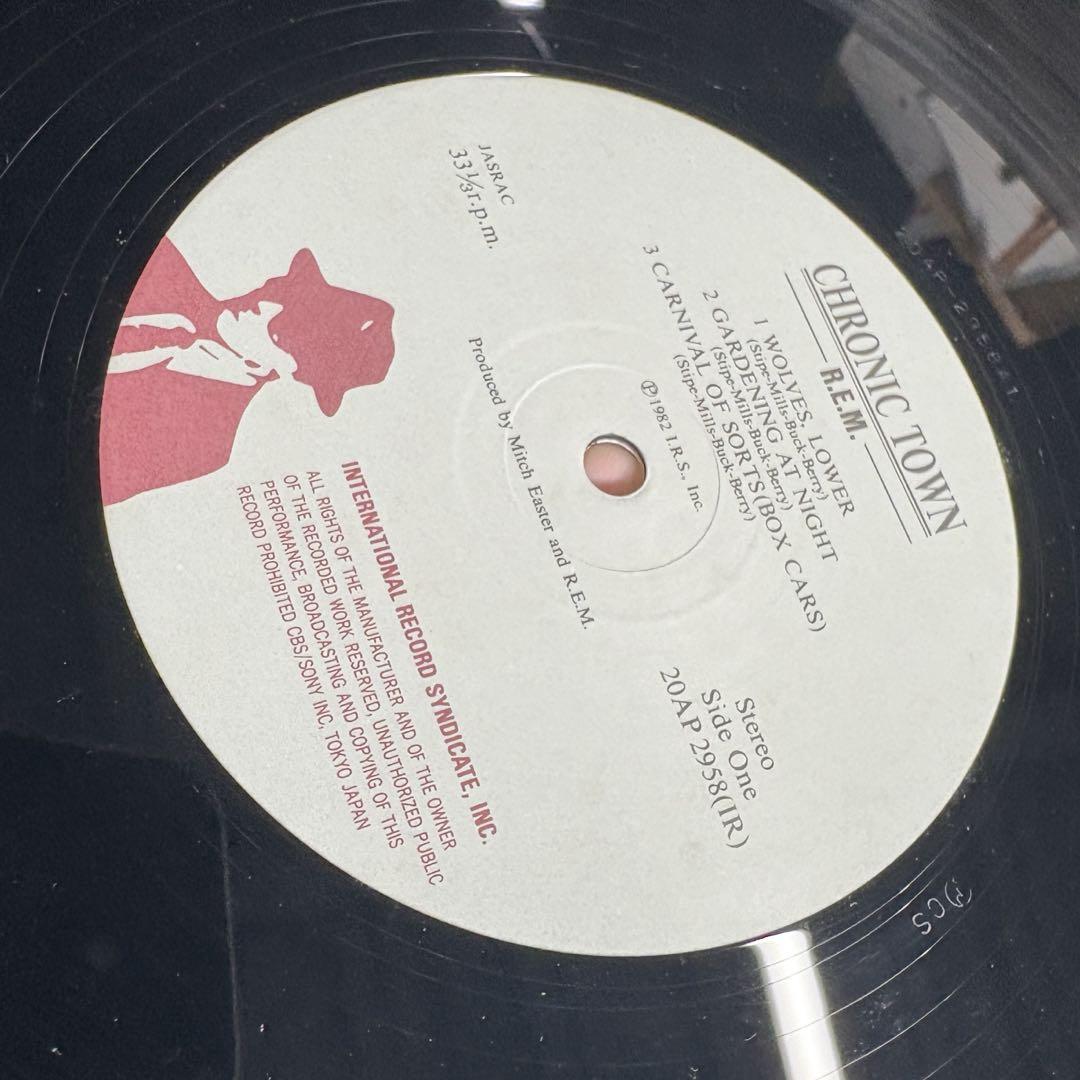 CHRONIC TOWN
R.E.M.
1 WOLVES, LOWER
(Stipe-Mills-Buck-Berry)
2 GARDENING AT NIGHT
(Stipe-Mills-Buck-Berry)
3 CARNIVAL OF SORTS(BOX CARS)
(Stipe-Mills-Buck-Berry)
JASRAC
33⅓r.p.m.
Stereo
Side One
20AP 2958(IR)
℗1982 I.R.S., Inc.
Produced by Mitch Easter and R.E.M.
INTERNATIONAL RECORD SYNDICATE, INC.
ALL RIGHTS OF THE MANUFACTURER AND OF THE OWNER
OF THE RECORDED WORK RESERVED, UNAUTHORIZED PUBLIC
PERFORMANCE, BROADCASTING AND COPYING OF THIS
RECORD PROHIBITED CBS/SONY INC, TOKYO JAPAN
CS